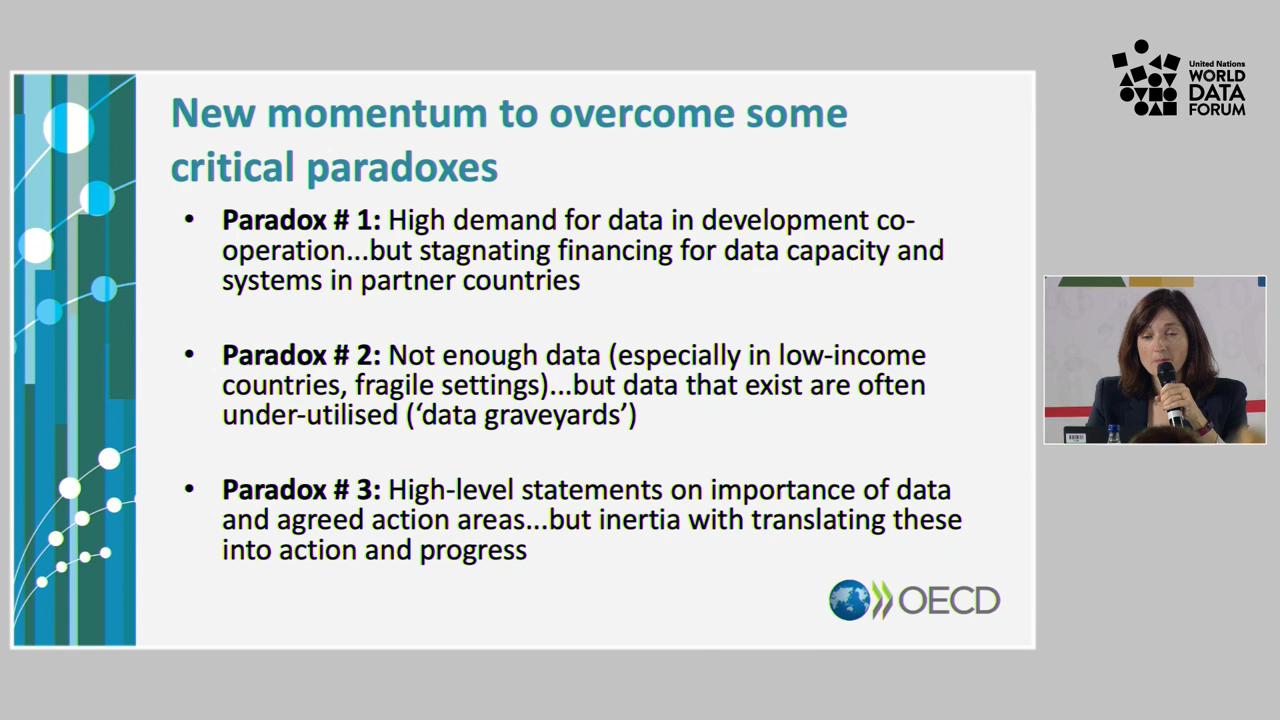 New momentum to overcome some
critical paradoxes
• Paradox # 1: High demand for data in development co-
operation...but stagnating financing for data capacity and
systems in partner countries
• Paradox # 2: Not enough data (especially in low-income
countries, fragile settings)...but data that exist are often
under-utilised (‘data graveyards’)
• Paradox # 3: High-level statements on importance of data
and agreed action areas...but inertia with translating these
into action and progress
OECD
United Nations
WORLD
DATA
FORUM